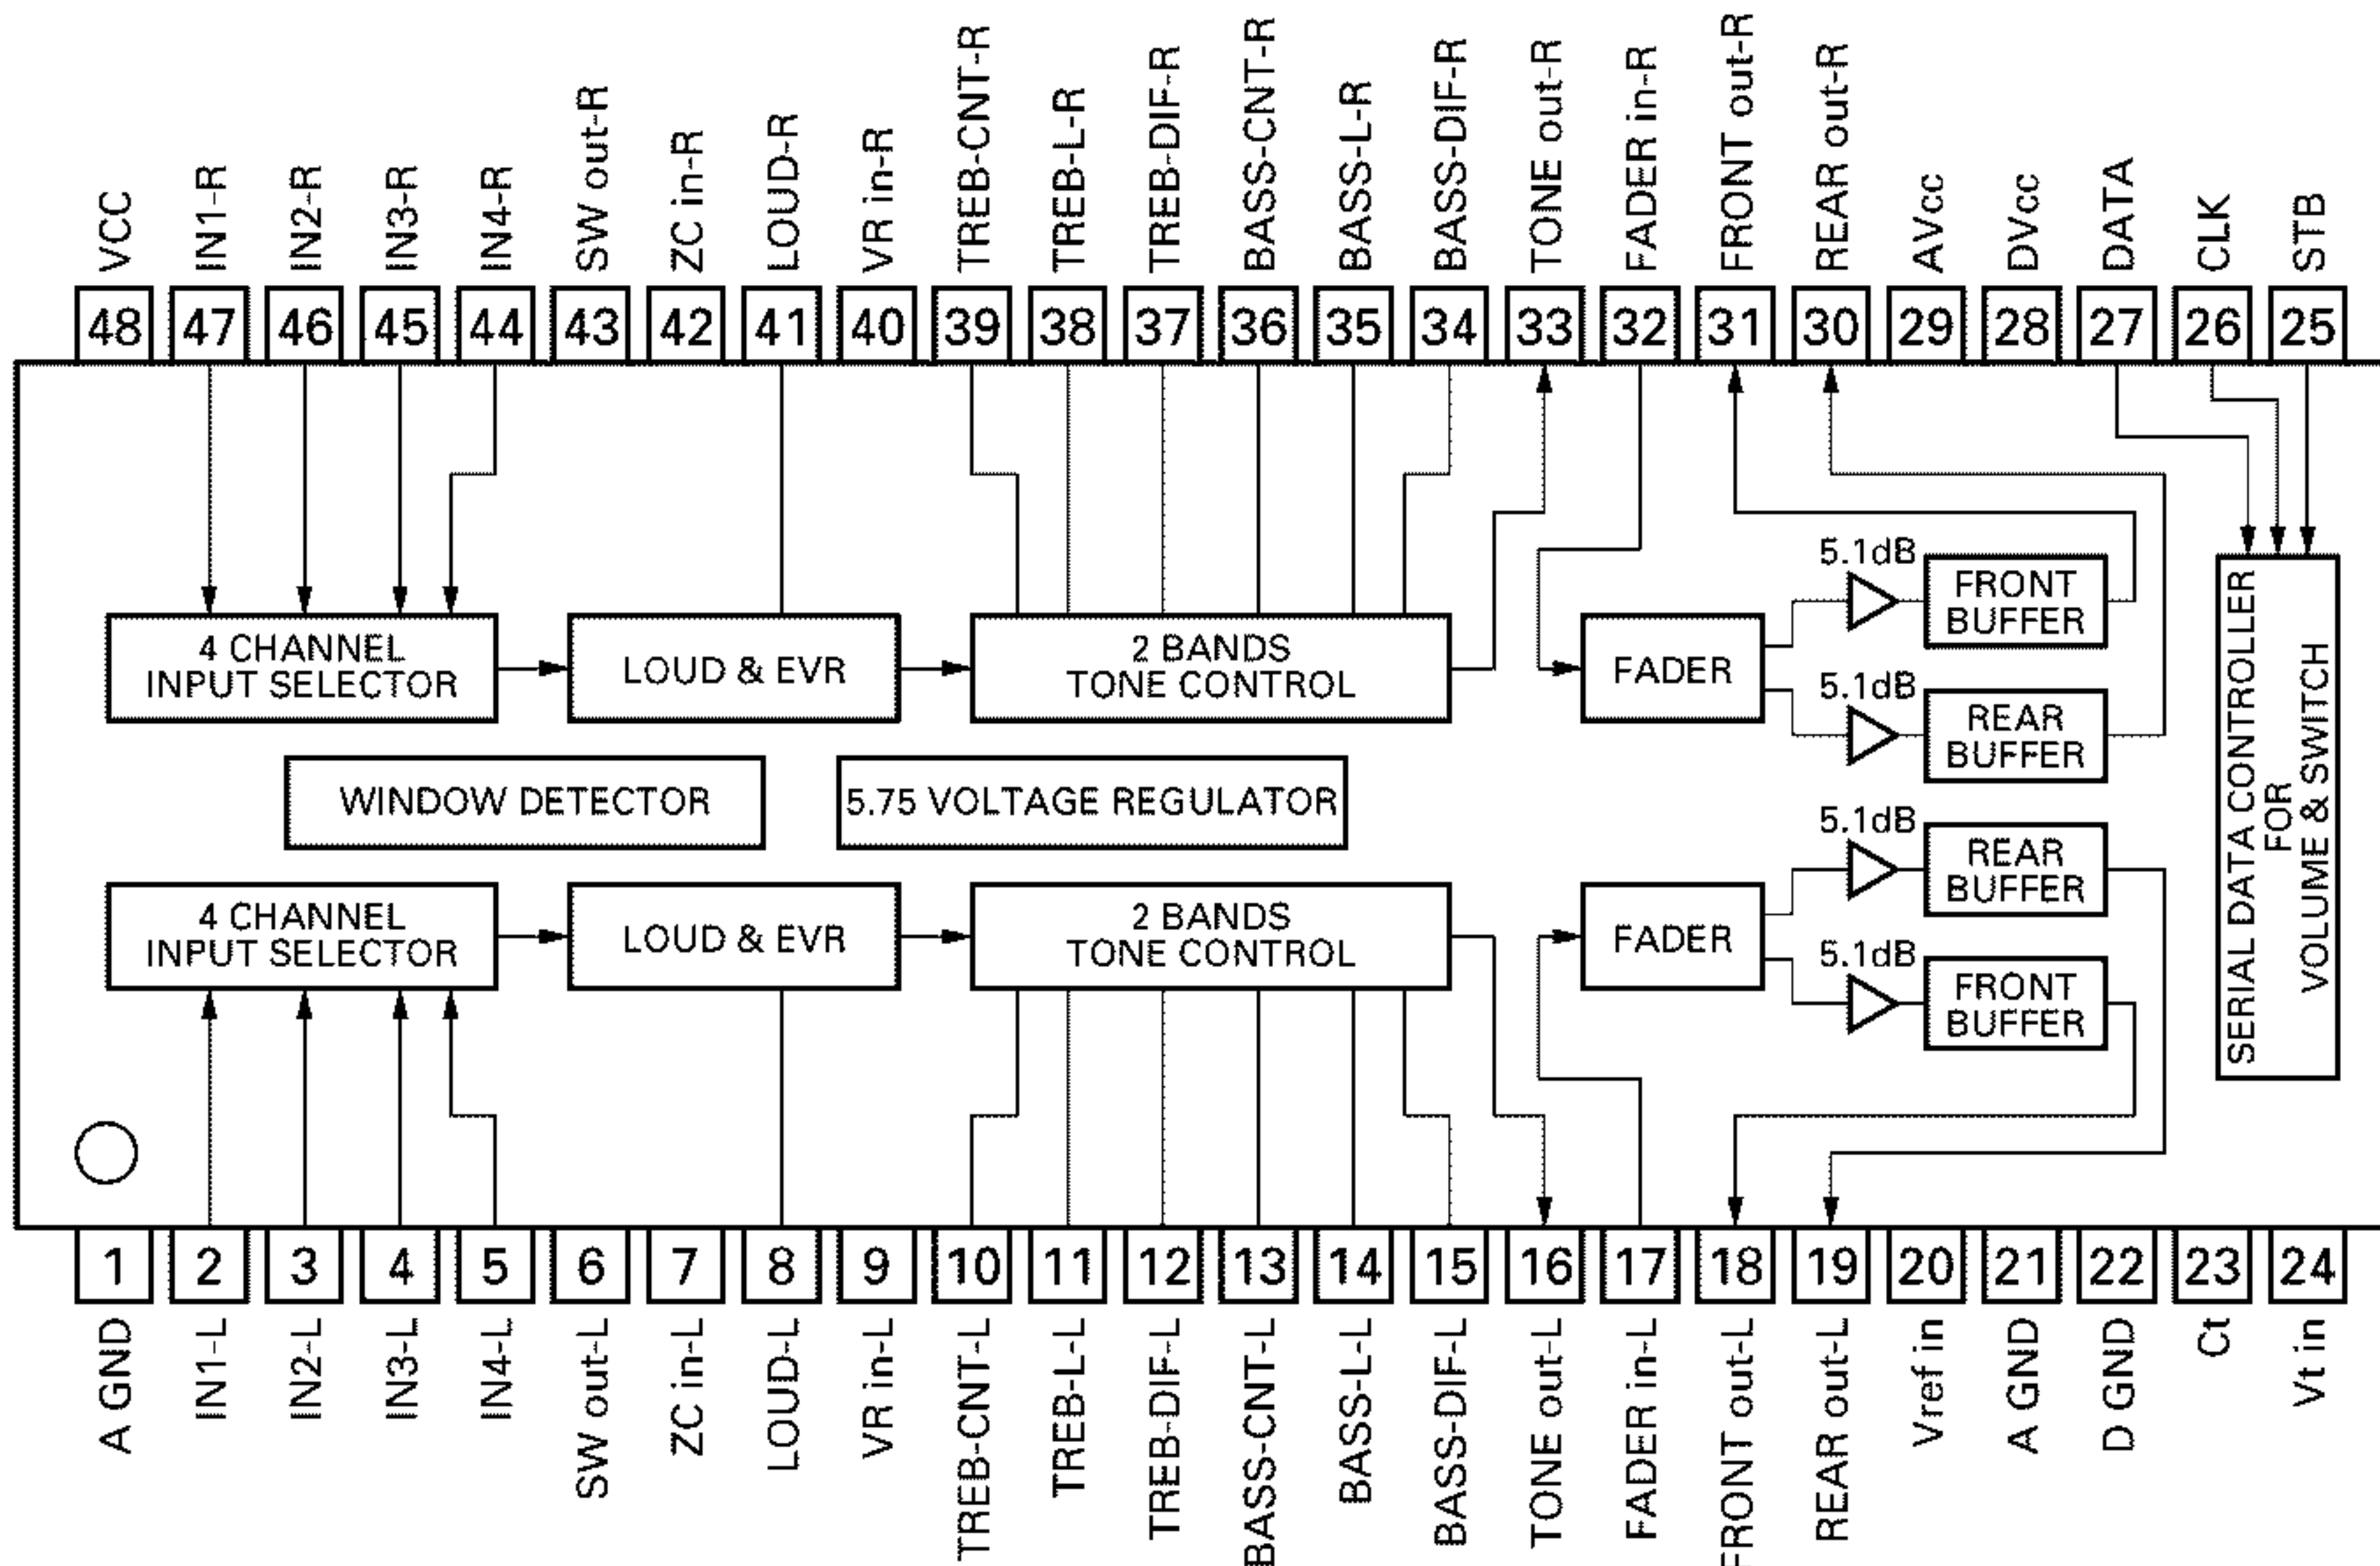 VCC
IN1-R
IN2-R
IN3-R
IN4-R
SW out-R
ZC in-R
LOUD-R
VR in-R
TREB-CNT-R
TREB-L-R
TREB-DIF-R
BASS-CNT-R
BASS-L-R
BASS-DIF-R
TONE out-R
FADER in-R
FRONT out-R
REAR out-R
AVcc
DVcc
DATA
CLK
STB
48 47 46 45 44 43 42 41 40 39 38 37 36 35 34 33 32 31 30 29 28 27 26 25
4 CHANNEL
INPUT SELECTOR
LOUD & EVR
2 BANDS
TONE CONTROL
FADER
5.1dB
FRONT
BUFFER
5.1dB
REAR
BUFFER
WINDOW DETECTOR
5.75 VOLTAGE REGULATOR
4 CHANNEL
INPUT SELECTOR
LOUD & EVR
2 BANDS
TONE CONTROL
FADER
5.1dB
REAR
BUFFER
5.1dB
FRONT
BUFFER
SERIAL DATA CONTROLLER
FOR
VOLUME & SWITCH
1 2 3 4 5 6 7 8 9 10 11 12 13 14 15 16 17 18 19 20 21 22 23 24
A GND
IN1-L
IN2-L
IN3-L
IN4-L
SW out-L
ZC in-L
LOUD-L
VR in-L
TREB-CNT-L
TREB-L-L
TREB-DIF-L
BASS-CNT-L
BASS-L-L
BASS-DIF-L
TONE out-L
FADER in-L
FRONT out-L
REAR out-L
Vref in
A GND
D GND
Ct
Vt in